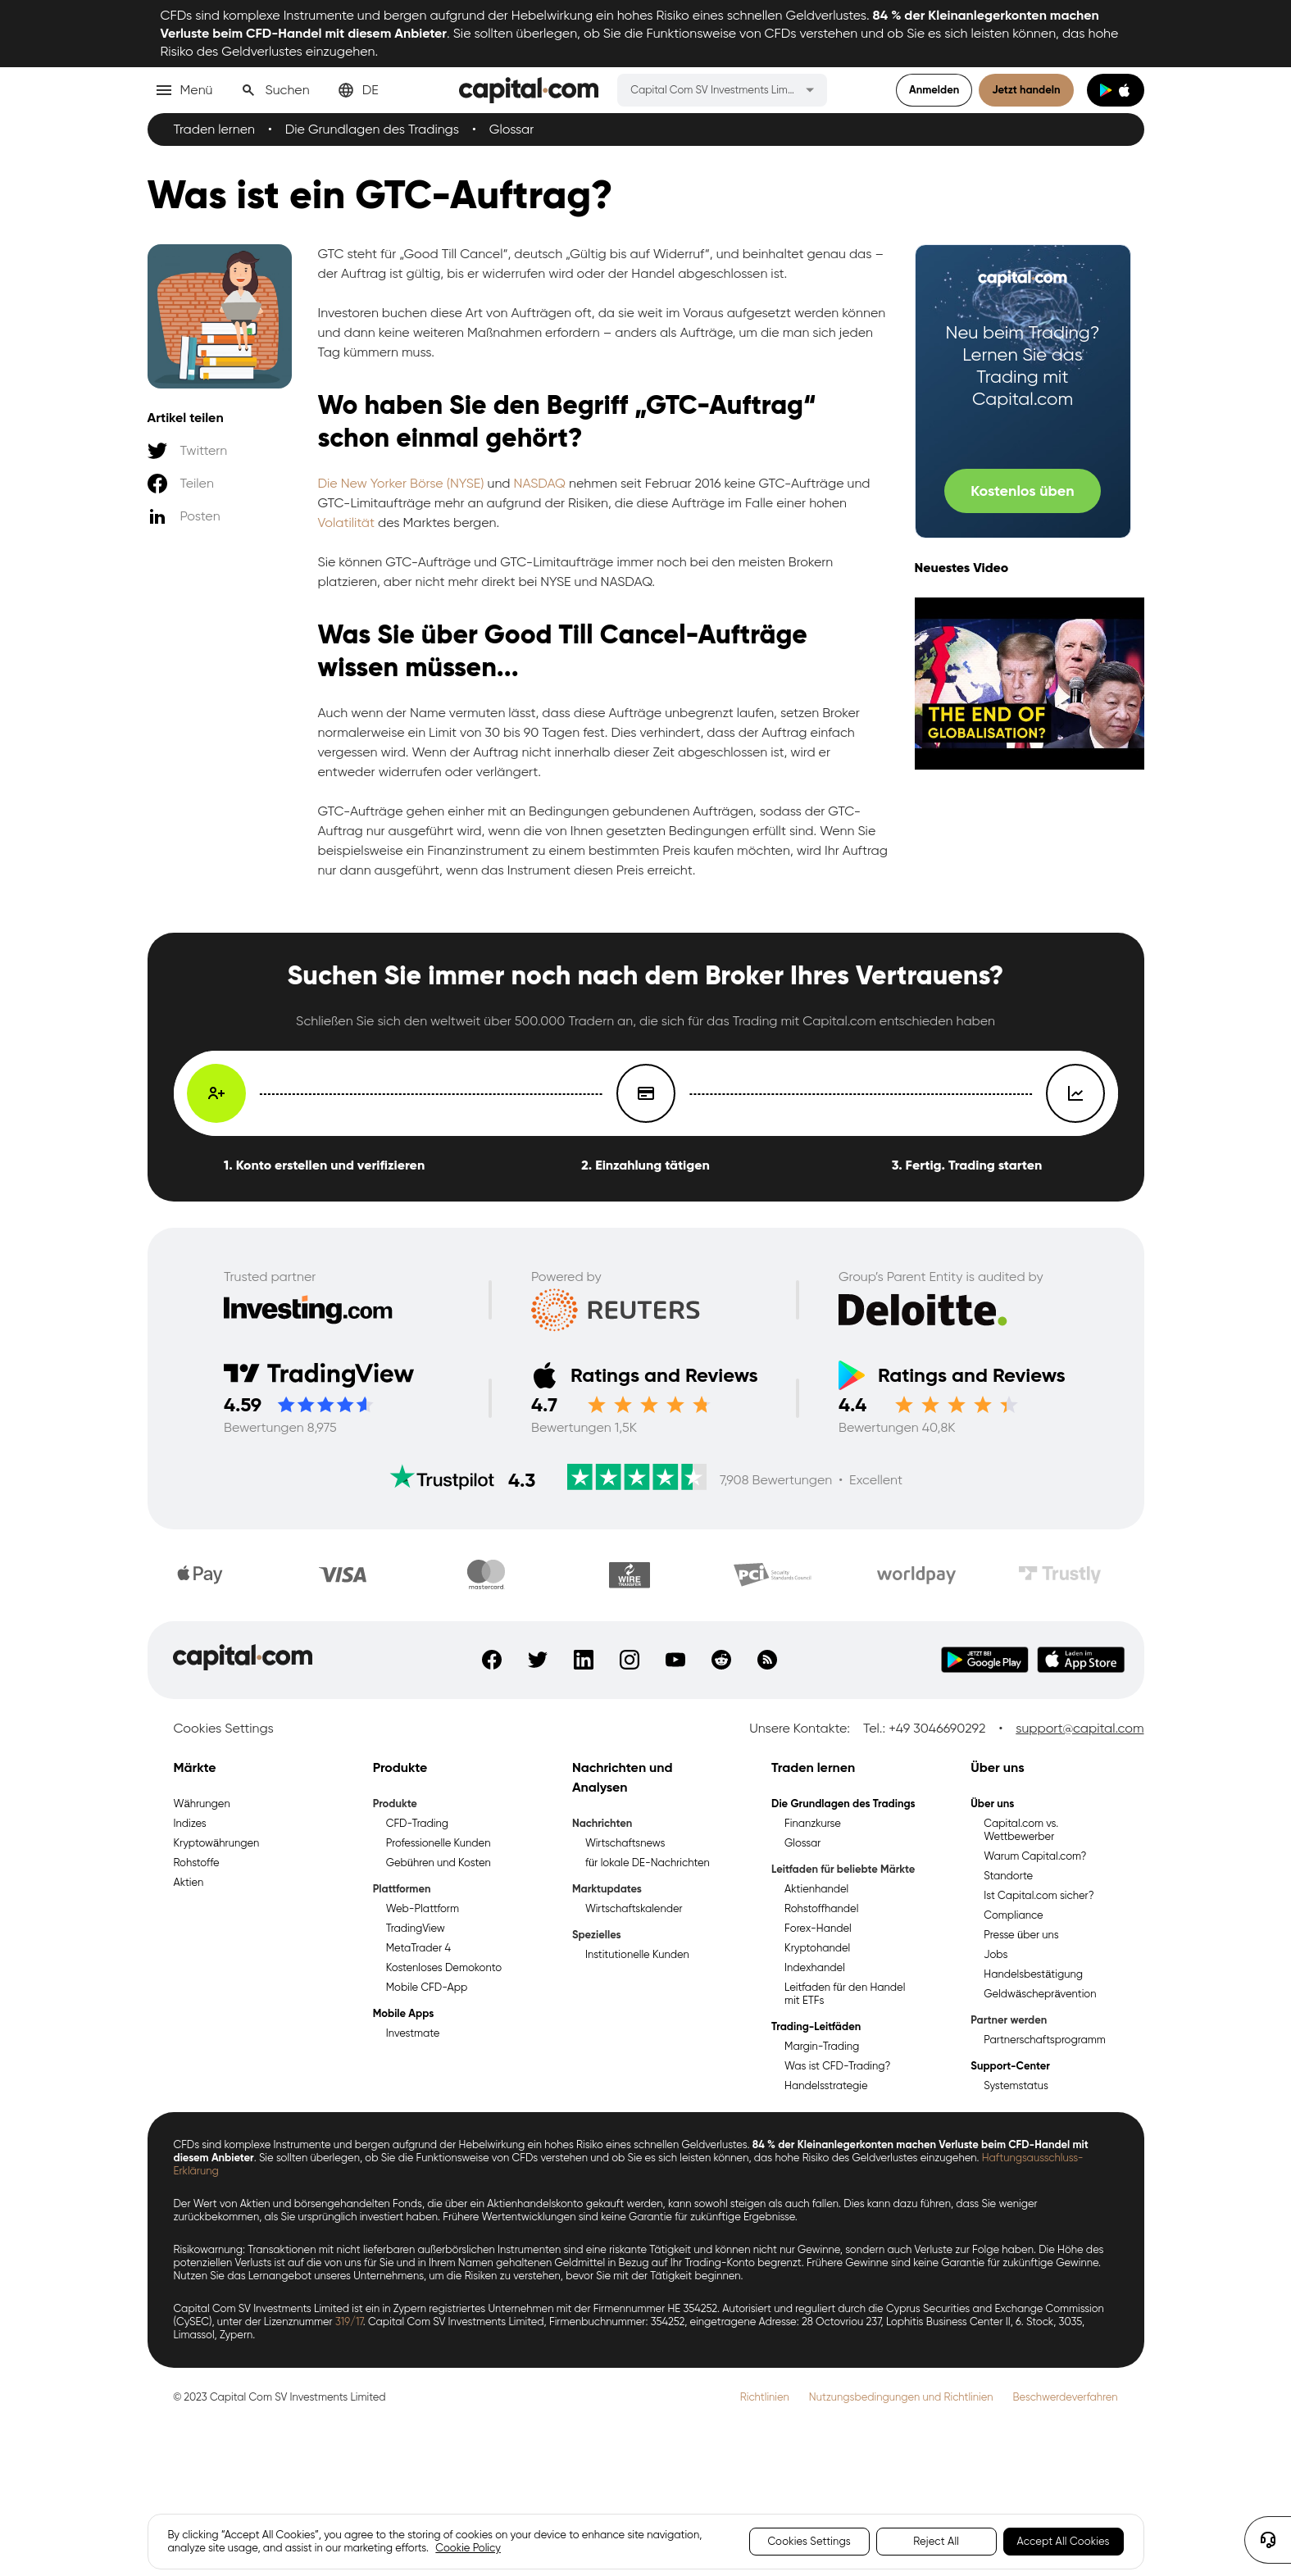 CFDs sind komplexe Instrumente und bergen aufgrund der Hebelwirkung ein hohes Risiko eines schnellen Geldverlustes. 84 % der Kleinanlegerkonten machen
Verluste beim CFD-Handel mit diesem Anbieter. Sie sollten überlegen, ob Sie die Funktionsweise von CFDs verstehen und ob Sie es sich leisten können, das hohe
Risiko des Geldverlustes einzugehen.
Menü Suchen DE capital.com Capital Com SV Investments Lim... Anmelden Jetzt handeln
Traden lernen • Die Grundlagen des Tradings • Glossar
Was ist ein GTC-Auftrag?
GTC steht für „Good Till Cancel“, deutsch „Gültig bis auf Widerruf“, und beinhaltet genau das –
der Auftrag ist gültig, bis er widerrufen wird oder der Handel abgeschlossen ist.
Investoren buchen diese Art von Aufträgen oft, da sie weit im Voraus aufgesetzt werden können
und dann keine weiteren Maßnahmen erfordern – anders als Aufträge, um die man sich jeden
Tag kümmern muss.
Artikel teilen
Twittern
Teilen
Posten
Wo haben Sie den Begriff „GTC-Auftrag“
schon einmal gehört?
Die New Yorker Börse (NYSE) und NASDAQ nehmen seit Februar 2016 keine GTC-Aufträge und
GTC-Limitaufträge mehr an aufgrund der Risiken, die diese Aufträge im Falle einer hohen
Volatilität des Marktes bergen.
Sie können GTC-Aufträge und GTC-Limitaufträge immer noch bei den meisten Brokern
platzieren, aber nicht mehr direkt bei NYSE und NASDAQ.
Was Sie über Good Till Cancel-Aufträge
wissen müssen...
Auch wenn der Name vermuten lässt, dass diese Aufträge unbegrenzt laufen, setzen Broker
normalerweise ein Limit von 30 bis 90 Tagen fest. Dies verhindert, dass der Auftrag einfach
vergessen wird. Wenn der Auftrag nicht innerhalb dieser Zeit abgeschlossen ist, wird er
entweder widerrufen oder verlängert.
GTC-Aufträge gehen einher mit an Bedingungen gebundenen Aufträgen, sodass der GTC-
Auftrag nur ausgeführt wird, wenn die von Ihnen gesetzten Bedingungen erfüllt sind. Wenn Sie
beispielsweise ein Finanzinstrument zu einem bestimmten Preis kaufen möchten, wird Ihr Auftrag
nur dann ausgeführt, wenn das Instrument diesen Preis erreicht.
capital.com
Neu beim Trading?
Lernen Sie das
Trading mit
Capital.com
Kostenlos üben
Neuestes Video
THE END OF
GLOBALISATION?
Suchen Sie immer noch nach dem Broker Ihres Vertrauens?
Schließen Sie sich den weltweit über 500.000 Tradern an, die sich für das Trading mit Capital.com entschieden haben
1. Konto erstellen und verifizieren 2. Einzahlung tätigen 3. Fertig. Trading starten
Trusted partner Powered by Group's Parent Entity is audited by
Investing.com REUTERS Deloitte.
TradingView Ratings and Reviews Ratings and Reviews
4.59 4.7 4.4
Bewertungen 8,975 Bewertungen 1,5K Bewertungen 40,8K
Trustpilot 4.3 7,908 Bewertungen • Excellent
Pay VISA mastercard WIRE TRANSFER PCI Security Standards Council worldpay Trustly
capital.com JETZT BEI Google Play Laden im App Store
Cookies Settings Unsere Kontakte: Tel.: +49 3046690292 • support@capital.com
Märkte
Währungen
Indizes
Kryptowährungen
Rohstoffe
Aktien
Produkte
Produkte
CFD-Trading
Professionelle Kunden
Gebühren und Kosten
Plattformen
Web-Plattform
TradingView
MetaTrader 4
Kostenloses Demokonto
Mobile CFD-App
Mobile Apps
Investmate
Nachrichten und
Analysen
Nachrichten
Wirtschaftsnews
für lokale DE-Nachrichten
Marktupdates
Wirtschaftskalender
Spezielles
Institutionelle Kunden
Traden lernen
Die Grundlagen des Tradings
Finanzkurse
Glossar
Leitfaden für beliebte Märkte
Aktienhandel
Rohstoffhandel
Forex-Handel
Kryptohandel
Indexhandel
Leitfaden für den Handel
mit ETFs
Trading-Leitfäden
Margin-Trading
Was ist CFD-Trading?
Handelsstrategie
Über uns
Über uns
Capital.com vs.
Wettbewerber
Warum Capital.com?
Standorte
Ist Capital.com sicher?
Compliance
Presse über uns
Jobs
Handelsbestätigung
Geldwäscheprävention
Partner werden
Partnerschaftsprogramm
Support-Center
Systemstatus
CFDs sind komplexe Instrumente und bergen aufgrund der Hebelwirkung ein hohes Risiko eines schnellen Geldverlustes. 84 % der Kleinanlegerkonten machen Verluste beim CFD-Handel mit
diesem Anbieter. Sie sollten überlegen, ob Sie die Funktionsweise von CFDs verstehen und ob Sie es sich leisten können, das hohe Risiko des Geldverlustes einzugehen. Haftungsausschluss-
Erklärung
Der Wert von Aktien und börsengehandelten Fonds, die über ein Aktienhandelskonto gekauft werden, kann sowohl steigen als auch fallen. Dies kann dazu führen, dass Sie weniger
zurückbekommen, als Sie ursprünglich investiert haben. Frühere Wertentwicklungen sind keine Garantie für zukünftige Ergebnisse.
Risikowarnung: Transaktionen mit nicht lieferbaren außerbörslichen Instrumenten sind eine riskante Tätigkeit und können nicht nur Gewinne, sondern auch Verluste zur Folge haben. Die Höhe des
potenziellen Verlusts ist auf die von uns für Sie und in Ihrem Namen gehaltenen Geldmittel in Bezug auf Ihr Trading-Konto begrenzt. Frühere Gewinne sind keine Garantie für zukünftige Gewinne.
Nutzen Sie das Lernangebot unseres Unternehmens, um die Risiken zu verstehen, bevor Sie mit der Tätigkeit beginnen.
Capital Com SV Investments Limited ist ein in Zypern registriertes Unternehmen mit der Firmennummer HE 354252. Autorisiert und reguliert durch die Cyprus Securities and Exchange Commission
(CySEC), unter der Lizenznummer 319/17. Capital Com SV Investments Limited, Firmenbuchnummer: 354252, eingetragene Adresse: 28 Octovriou 237, Lophitis Business Center II, 6. Stock, 3035,
Limassol, Zypern.
© 2023 Capital Com SV Investments Limited Richtlinien Nutzungsbedingungen und Richtlinien Beschwerdeverfahren
By clicking “Accept All Cookies”, you agree to the storing of cookies on your device to enhance site navigation,
analyze site usage, and assist in our marketing efforts. Cookie Policy
Cookies Settings Reject All Accept All Cookies